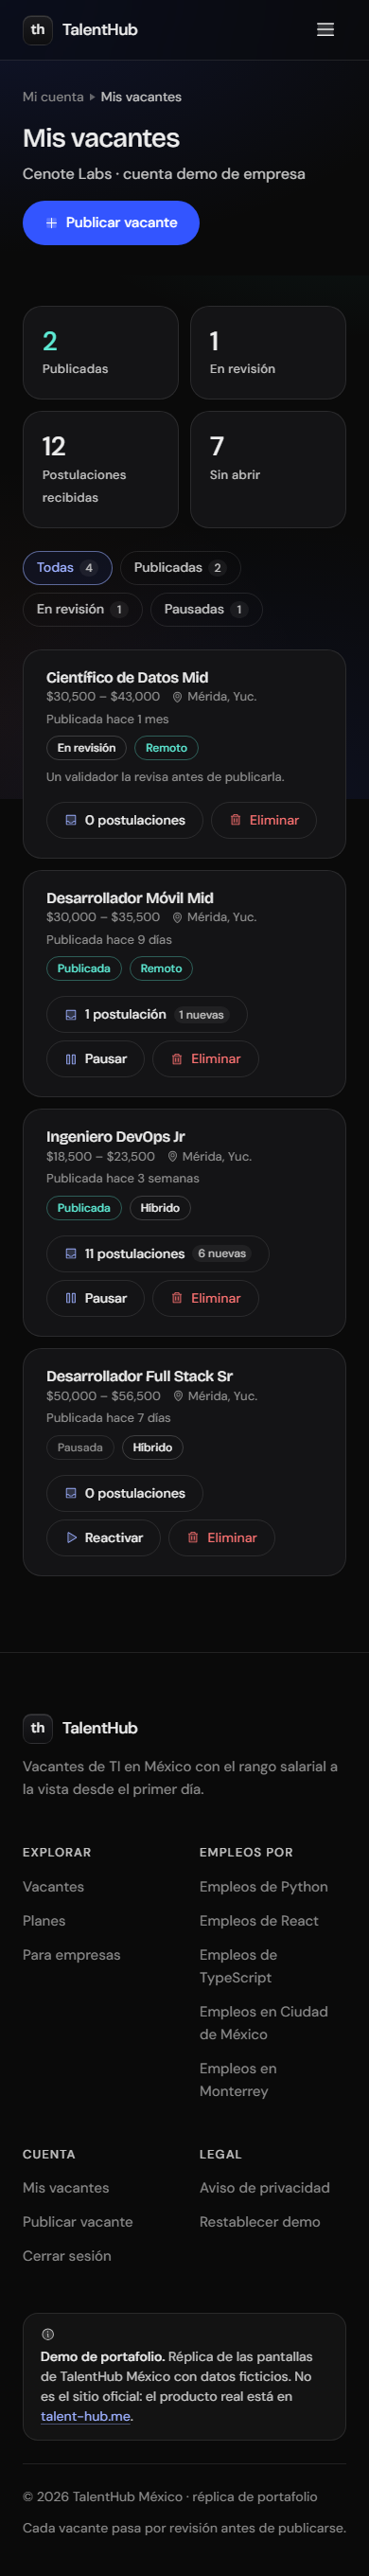 th TalentHub
Mi cuenta Mis vacantes
Mis vacantes
Cenote Labs · cuenta demo de empresa
Publicar vacante
2
Publicadas
1
En revisión
12
Postulaciones
recibidas
7
Sin abrir
Todas 4 Publicadas 2
En revisión 1 Pausadas 1
Científico de Datos Mid
$30,500 – $43,000 Mérida, Yuc.
Publicada hace 1 mes
En revisión Remoto
Un validador la revisa antes de publicarla.
0 postulaciones Eliminar
Desarrollador Móvil Mid
$30,000 – $35,500 Mérida, Yuc.
Publicada hace 9 días
Publicada Remoto
1 postulación 1 nuevas
Pausar Eliminar
Ingeniero DevOps Jr
$18,500 – $23,500 Mérida, Yuc.
Publicada hace 3 semanas
Publicada Híbrido
11 postulaciones 6 nuevas
Pausar Eliminar
Desarrollador Full Stack Sr
$50,000 – $56,500 Mérida, Yuc.
Publicada hace 7 días
Pausada Híbrido
0 postulaciones
Reactivar Eliminar
th TalentHub
Vacantes de TI en México con el rango salarial a
la vista desde el primer día.
EXPLORAR
Vacantes
Planes
Para empresas
EMPLEOS POR
Empleos de Python
Empleos de React
Empleos de
TypeScript
Empleos en Ciudad
de México
Empleos en
Monterrey
CUENTA
Mis vacantes
Publicar vacante
Cerrar sesión
LEGAL
Aviso de privacidad
Restablecer demo
Demo de portafolio. Réplica de las pantallas
de TalentHub México con datos ficticios. No
es el sitio oficial: el producto real está en
talent-hub.me.
© 2026 TalentHub México · réplica de portafolio
Cada vacante pasa por revisión antes de publicarse.